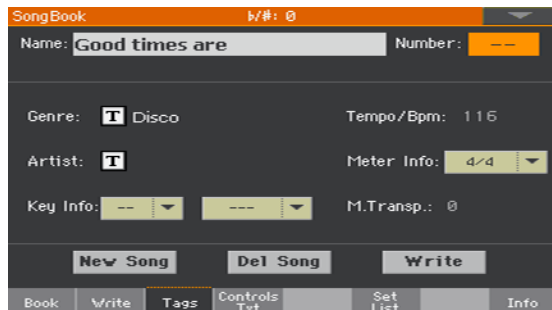 SongBook ♭/#: 0
Name: Good times are Number: --
Genre: T Disco Tempo/Bpm: 116
Artist: T Meter Info: 4/4
Key Info: -- --- M.Transp.: 0
New Song Del Song Write
Book Write Tags Controls Set Info
Txt List